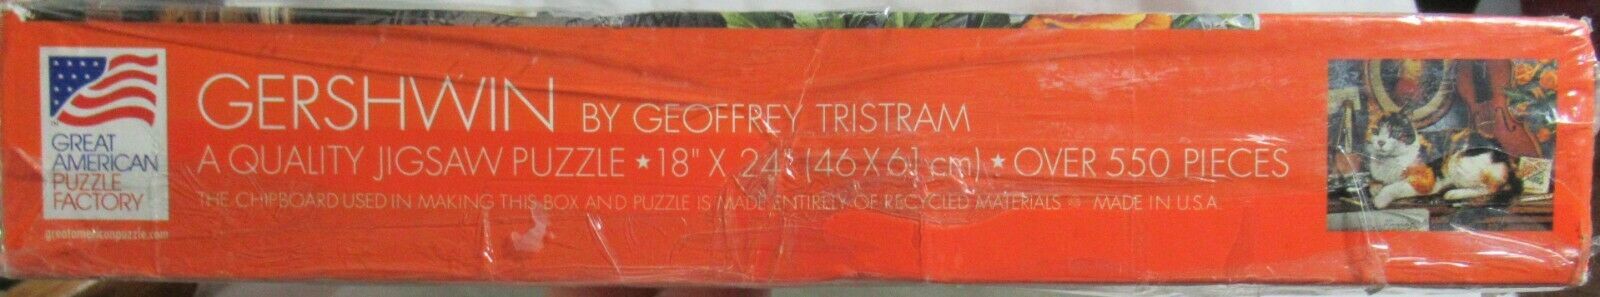 GREAT
AMERICAN
PUZZLE
FACTORY
greatamericanpuzzle.com
GERSHWIN BY GEOFFREY TRISTRAM
A QUALITY JIGSAW PUZZLE ★ 18" X 24" (46 X 61 cm) ★ OVER 550 PIECES
THE CHIPBOARD USED IN MAKING THIS BOX AND PUZZLE IS MADE ENTIRELY OF RECYCLED MATERIALS MADE IN U.S.A.